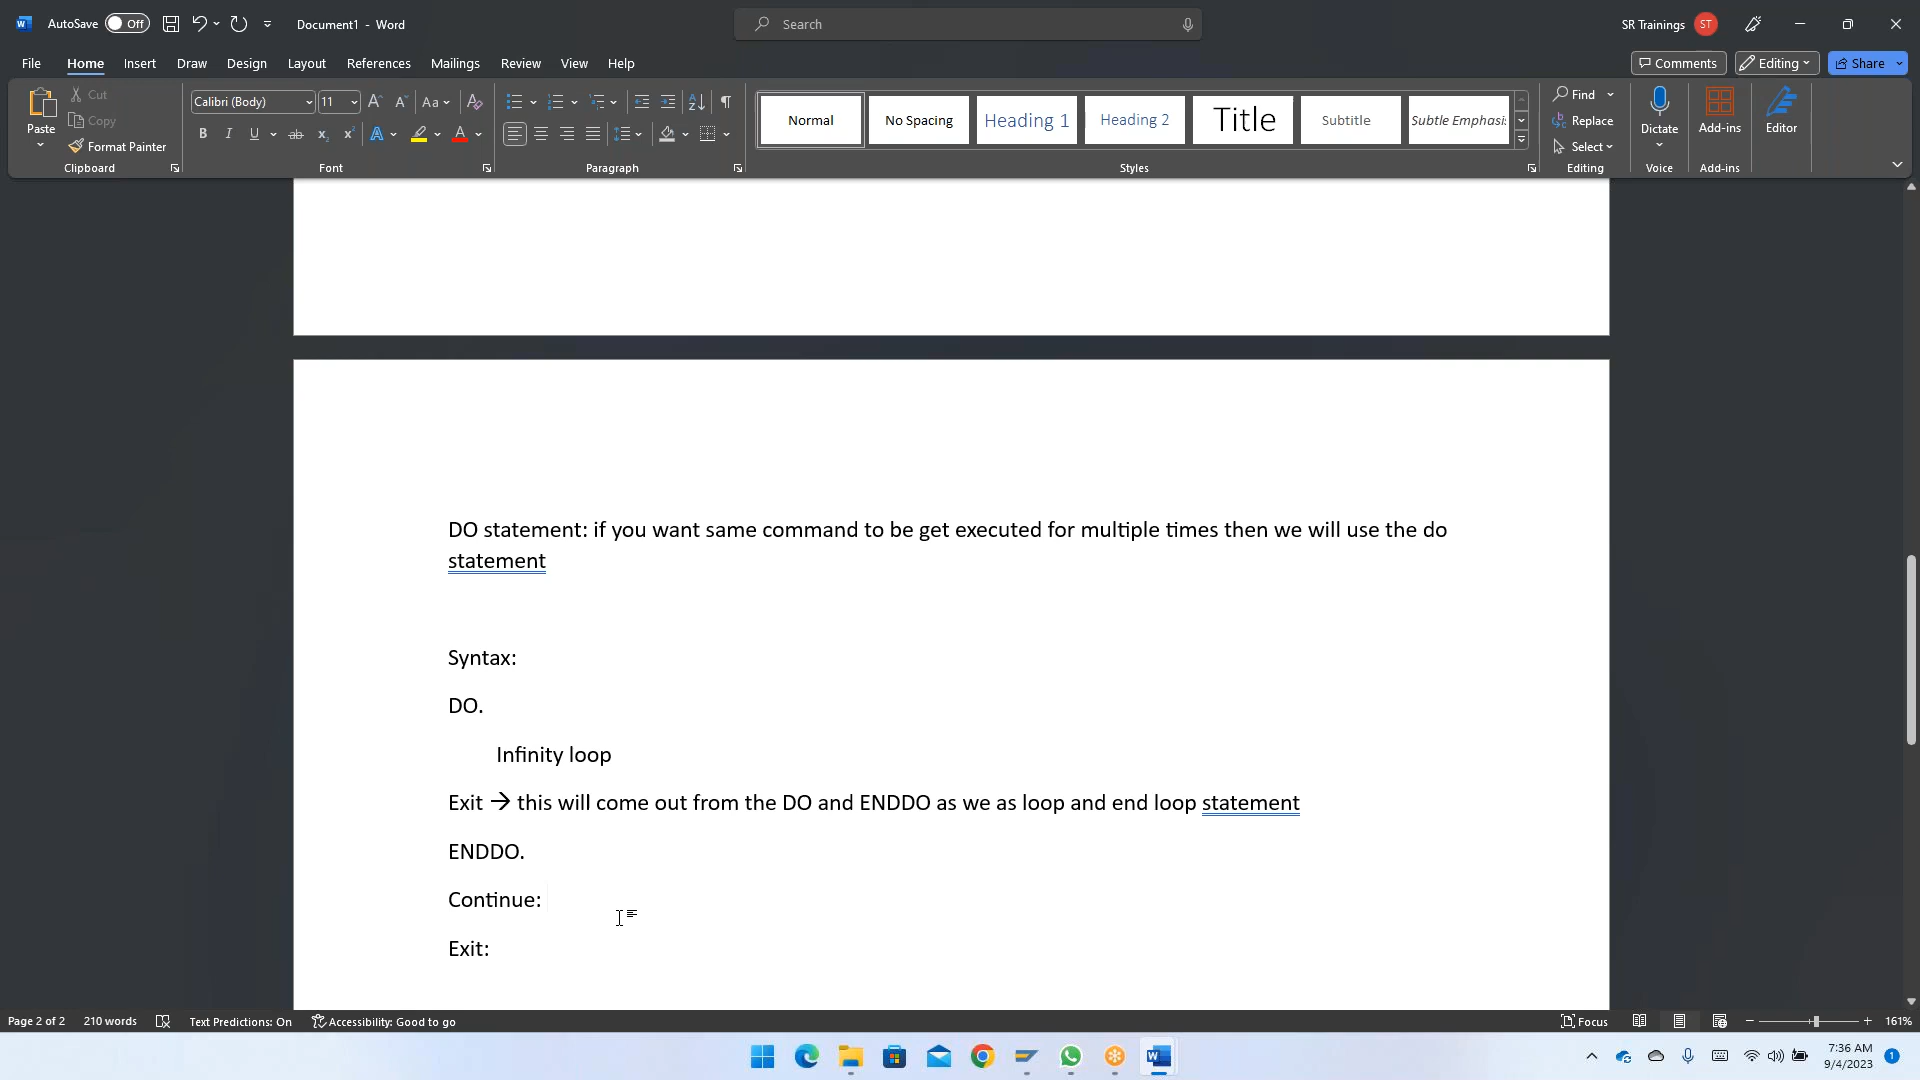 AutoSave Off Document1 - Word Search SR Trainings ST
File Home Insert Draw Design Layout References Mailings Review View Help Comments Editing Share
Paste Cut Copy Format Painter Clipboard
Calibri (Body) 11 Aa Font
Paragraph
Normal No Spacing Heading 1 Heading 2 Title Subtitle Subtle Emphasi: Styles
Find Replace Select Editing
Dictate Voice
Add-ins Add-ins
Editor
DO statement: if you want same command to be get executed for multiple times then we will use the do
statement
Syntax:
DO.
Infinity loop
Exit → this will come out from the DO and ENDDO as we as loop and end loop statement
ENDDO.
Continue:
Exit:
Page 2 of 2 210 words Text Predictions: On Accessibility: Good to go Focus 161%
7:36 AM
9/4/2023 1